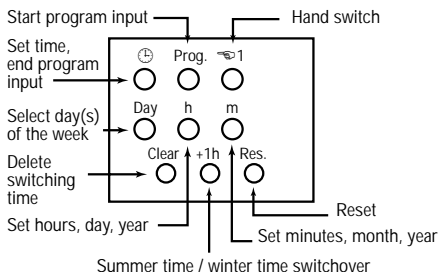 Start program input
Hand switch
Set time,
end program
input
Prog. 1
Select day(s)
of the week
Day h m
Delete
switching
time
Clear +1h Res.
Set hours, day, year
Reset
Set minutes, month, year
Summer time / winter time switchover